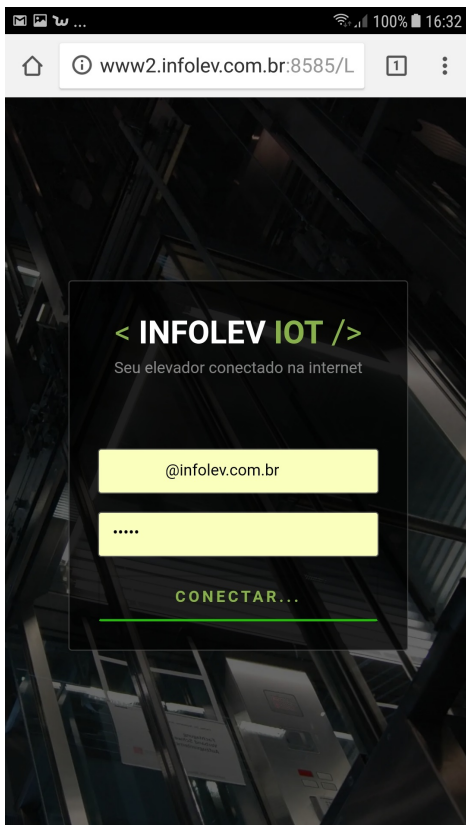 ... 100% 16:32
www2.infolev.com.br:8585/L 1
< INFOLEV IOT />
Seu elevador conectado na internet
@infolev.com.br
•••••
CONECTAR...